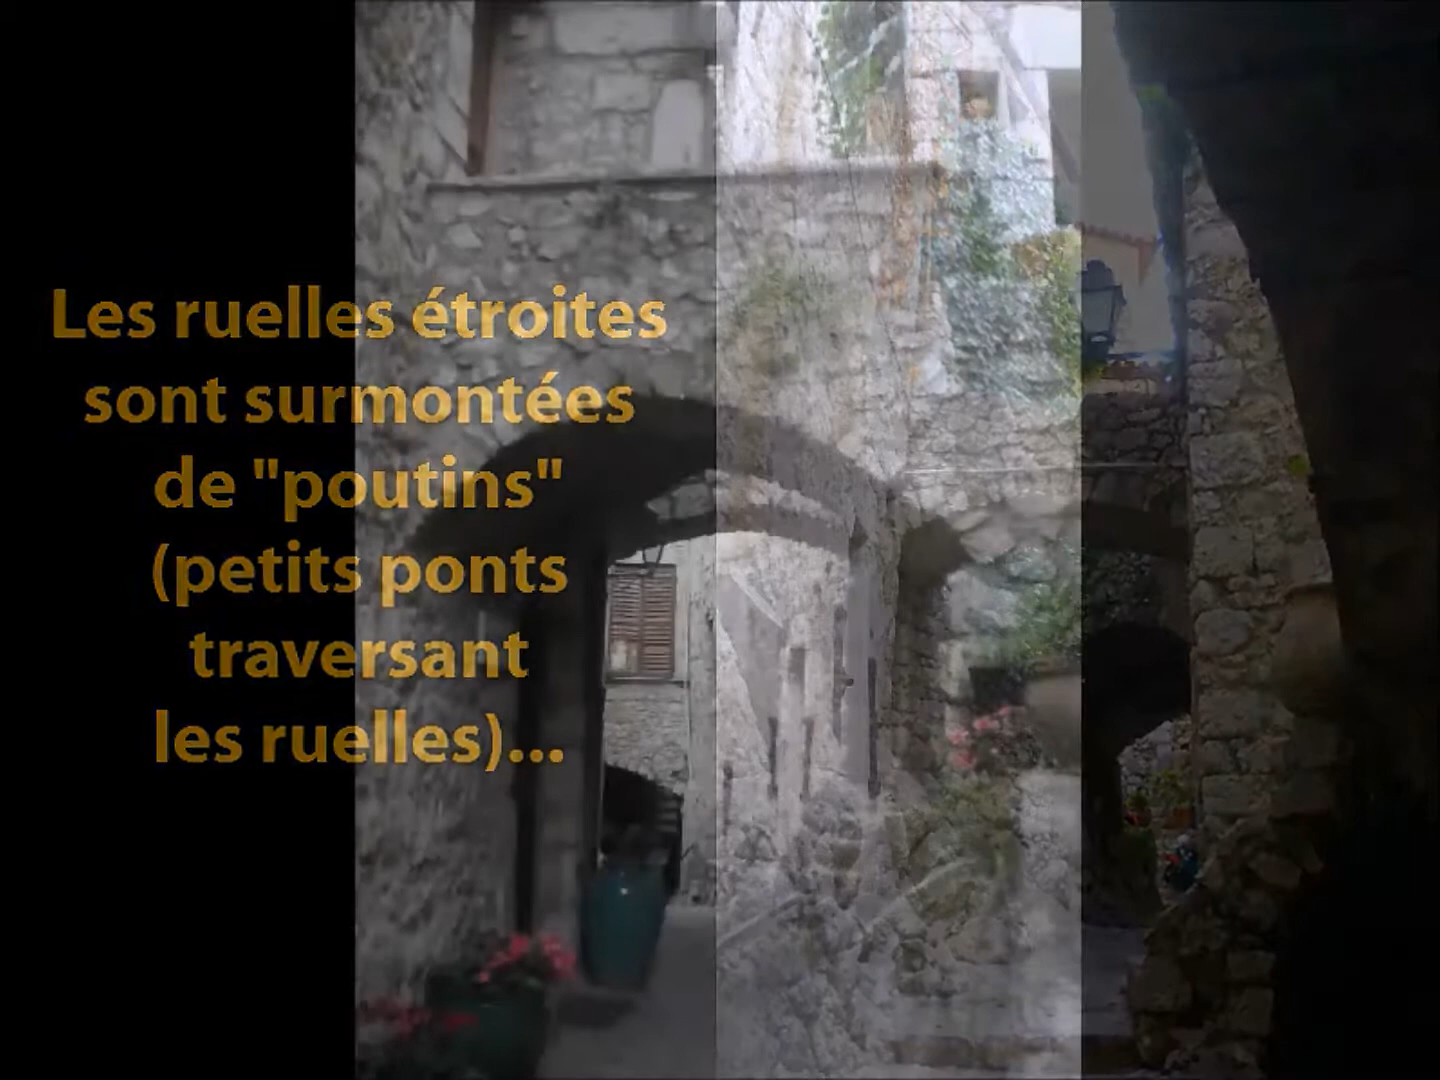 Les ruelles étroites
sont surmontées
de "poutins"
(petits ponts
traversant
les ruelles)...